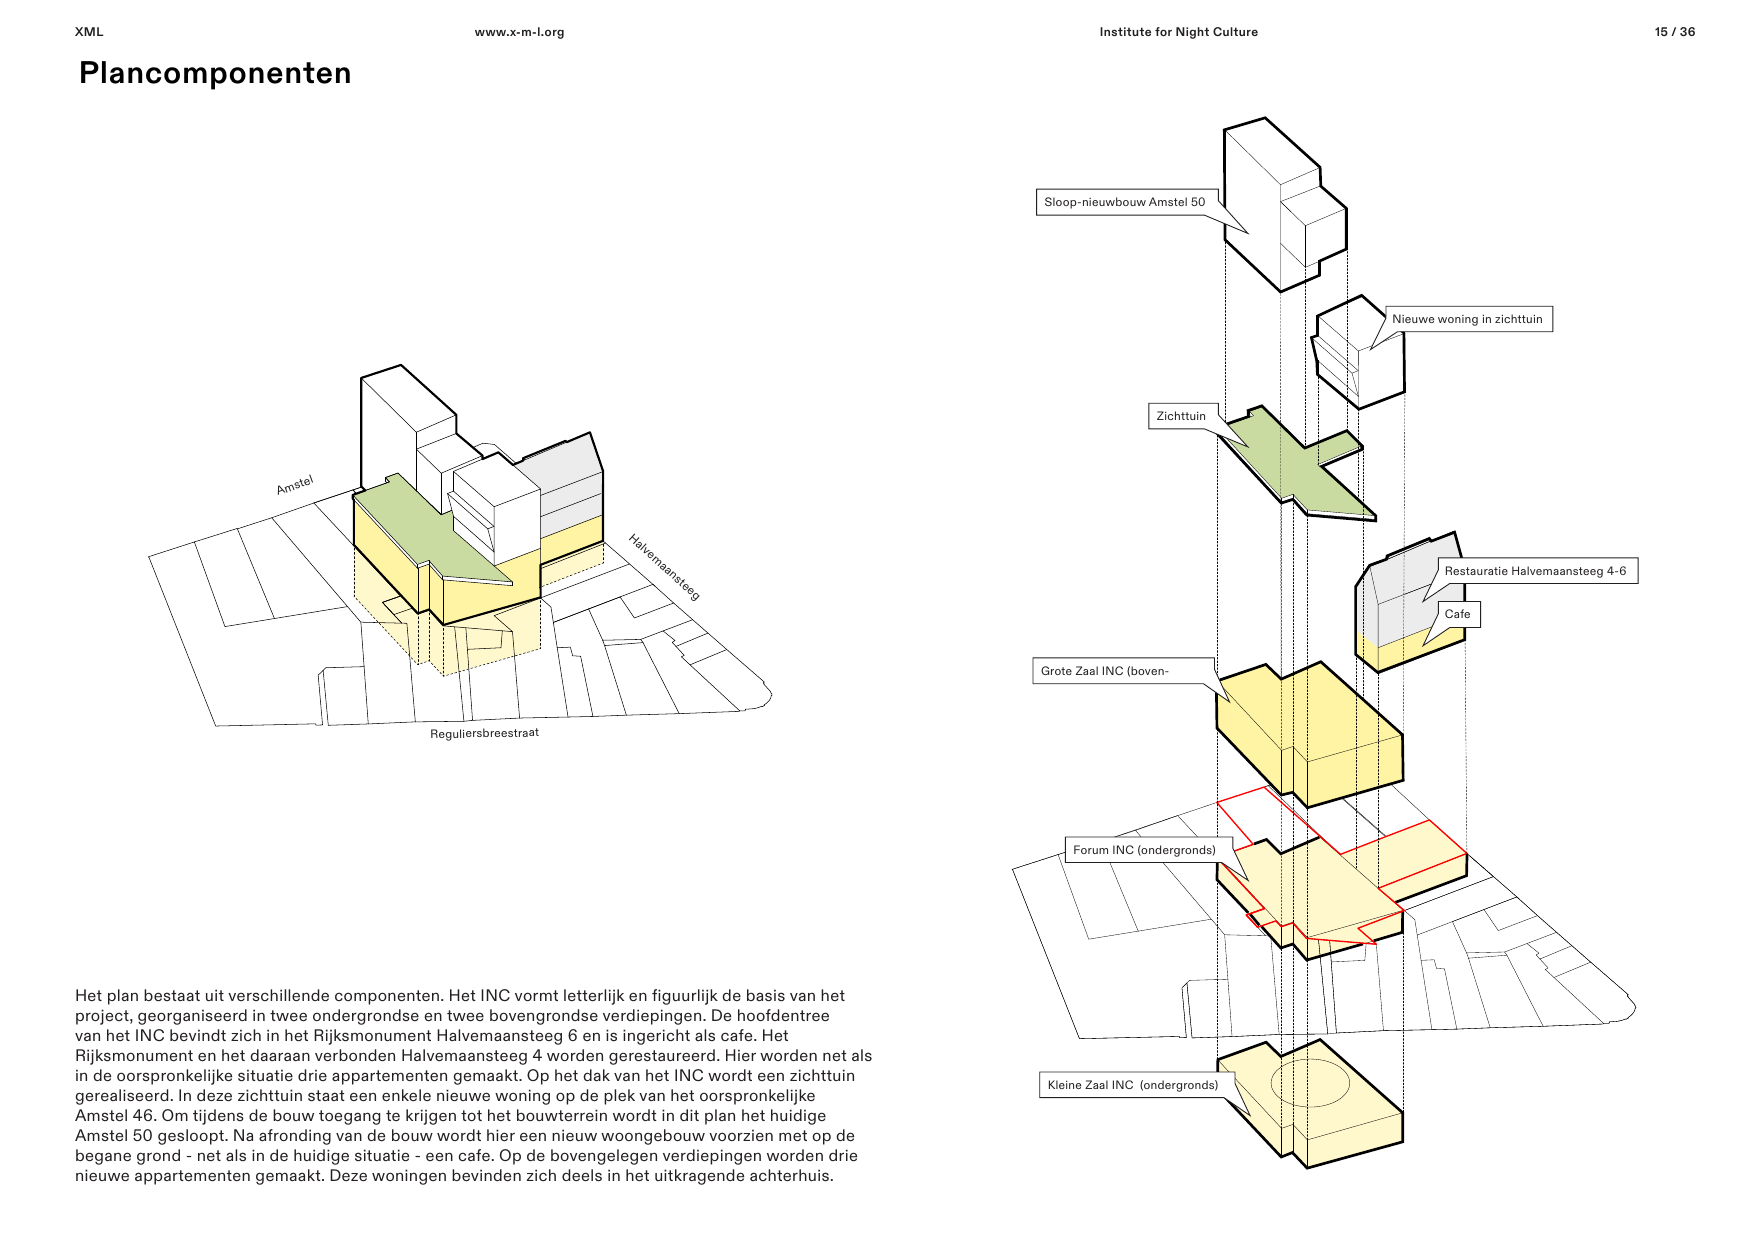 XML
www.x-m-l.org
Institute for Night Culture
15 / 36
Plancomponenten
Amstel
Halvemaansteeg
Reguliersbreestraat
Het plan bestaat uit verschillende componenten. Het INC vormt letterlijk en figuurlijk de basis van het
project, georganiseerd in twee ondergrondse en twee bovengrondse verdiepingen. De hoofdentree
van het INC bevindt zich in het Rijksmonument Halvemaansteeg 6 en is ingericht als cafe. Het
Rijksmonument en het daaraan verbonden Halvemaansteeg 4 worden gerestaureerd. Hier worden net als
in de oorspronkelijke situatie drie appartementen gemaakt. Op het dak van het INC wordt een zichttuin
gerealiseerd. In deze zichttuin staat een enkele nieuwe woning op de plek van het oorspronkelijke
Amstel 46. Om tijdens de bouw toegang te krijgen tot het bouwterrein wordt in dit plan het huidige
Amstel 50 gesloopt. Na afronding van de bouw wordt hier een nieuw woongebouw voorzien met op de
begane grond - net als in de huidige situatie - een cafe. Op de bovengelegen verdiepingen worden drie
nieuwe appartementen gemaakt. Deze woningen bevinden zich deels in het uitkragende achterhuis.
Sloop-nieuwbouw Amstel 50
Nieuwe woning in zichttuin
Zichttuin
Restauratie Halvemaansteeg 4-6
Cafe
Grote Zaal INC (boven-
Forum INC (ondergronds)
Kleine Zaal INC (ondergronds)